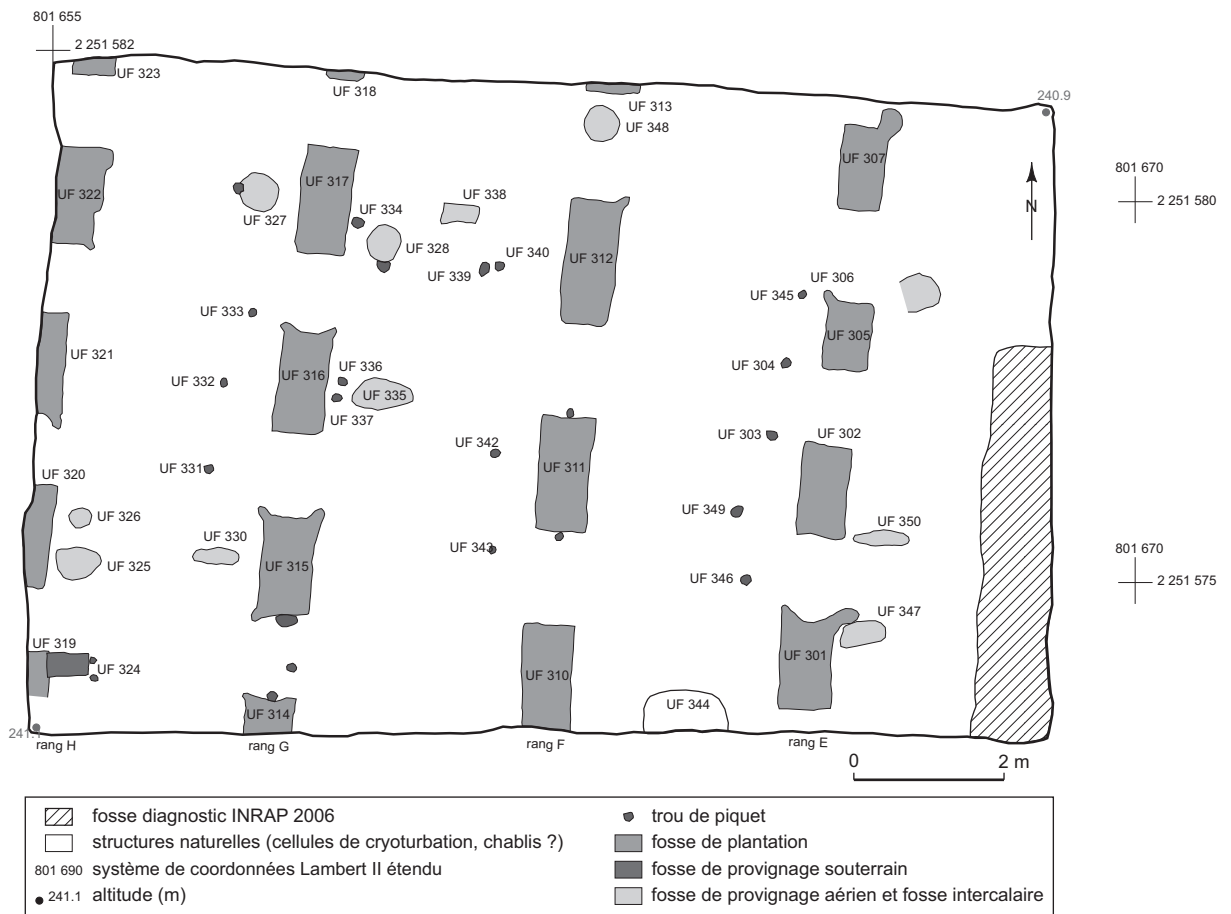 801 655
2 251 582
UF 323
UF 318
UF 313
240.9
UF 348
UF 307
801 670
2 251 580
N
UF 322
UF 317
UF 338
UF 334
UF 327
UF 328
UF 340
UF 339
UF 312
UF 306
UF 345
UF 333
UF 305
UF 321
UF 304
UF 336
UF 332
UF 316
UF 335
UF 337
UF 303
UF 302
UF 342
UF 331
UF 311
UF 320
UF 349
UF 350
UF 326
UF 330
UF 343
UF 325
UF 315
801 670
2 251 575
UF 346
UF 347
UF 319
UF 324
UF 301
UF 310
UF 344
UF 314
241.1
rang H
rang G
rang F
rang E
0 2 m
fosse diagnostic INRAP 2006
structures naturelles (cellules de cryoturbation, chablis ?)
801 690 système de coordonnées Lambert II étendu
241.1 altitude (m)
trou de piquet
fosse de plantation
fosse de provignage souterrain
fosse de provignage aérien et fosse intercalaire